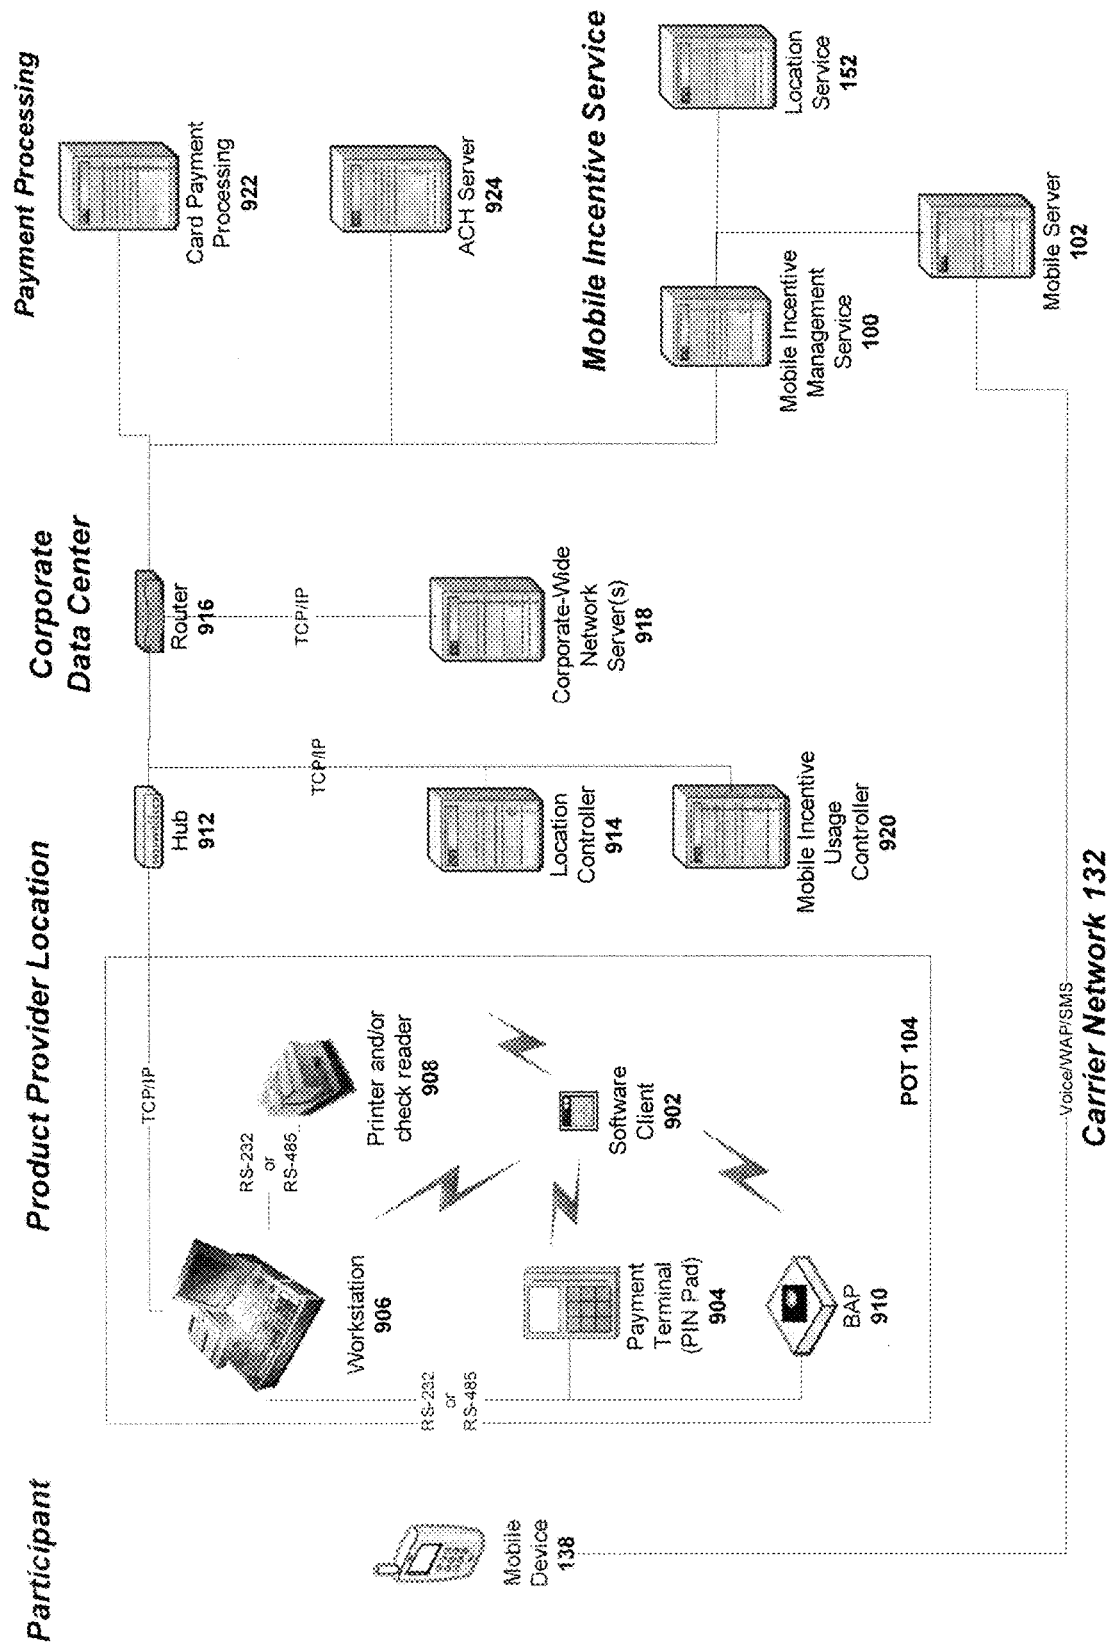 Participant
Product Provider Location
Corporate
Data Center
Payment Processing
Mobile Device
138
TCP/IP
Workstation
906
RS-232
or
RS-485
Printer and/or
check reader
908
RS-232
or
RS-485
Payment
Terminal
(PIN Pad)
904
Software
Client
902
BAP
910
POT 104
Hub
912
TCP/IP
Location
Controller
914
Mobile Incentive
Usage
Controller
920
Router
916
TCP/IP
Corporate-Wide
Network
Server(s)
918
Card Payment
Processing
922
ACH Server
924
Mobile Incentive Service
Mobile Incentive
Management
Service
100
Location
Service
152
Mobile Server
102
Voice/WAP/SMS
Carrier Network 132